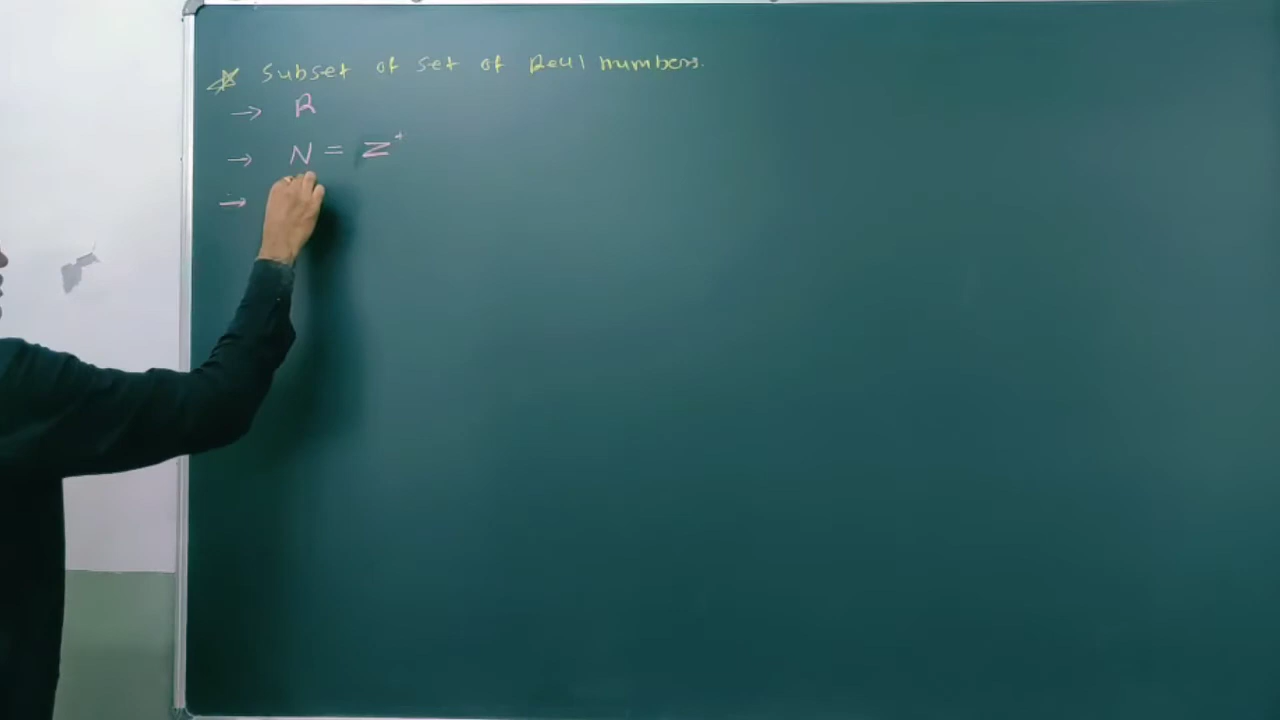 ☆ Subset of set of Real numbers.
→ R
→ N = Z⁺
→